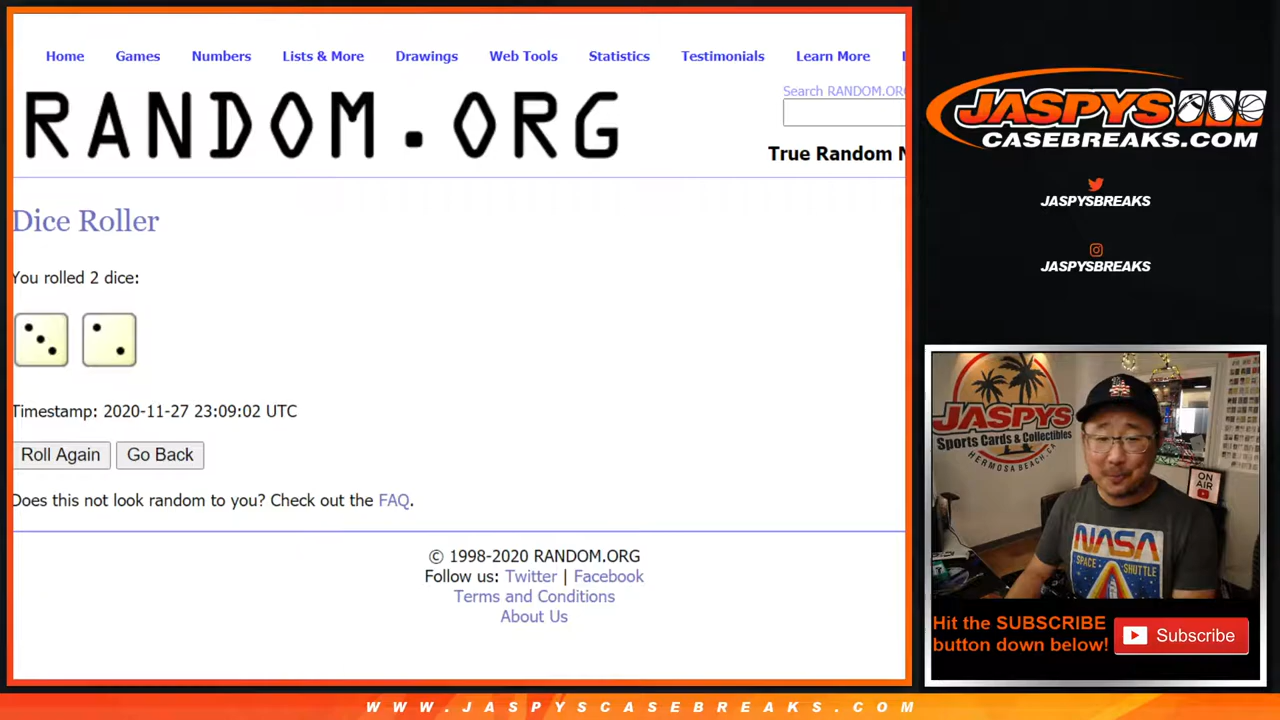 Home Games Numbers Lists & More Drawings Web Tools Statistics Testimonials Learn More
RANDOM.ORG
Search RANDOM.ORG
True Random N
Dice Roller
You rolled 2 dice:
Timestamp: 2020-11-27 23:09:02 UTC
Roll Again Go Back
Does this not look random to you? Check out the FAQ.
© 1998-2020 RANDOM.ORG
Follow us: Twitter | Facebook
Terms and Conditions
About Us
JASPYS
CASEBREAKS.COM
JASPYSBREAKS
JASPYSBREAKS
JASPYS
Sports Cards & Collectibles
HERMOSA BEACH, CA
ON
AIR
NASA
SPACE SHUTTLE
Hit the SUBSCRIBE
button down below!
Subscribe
WWW.JASPYSCASEBREAKS.COM